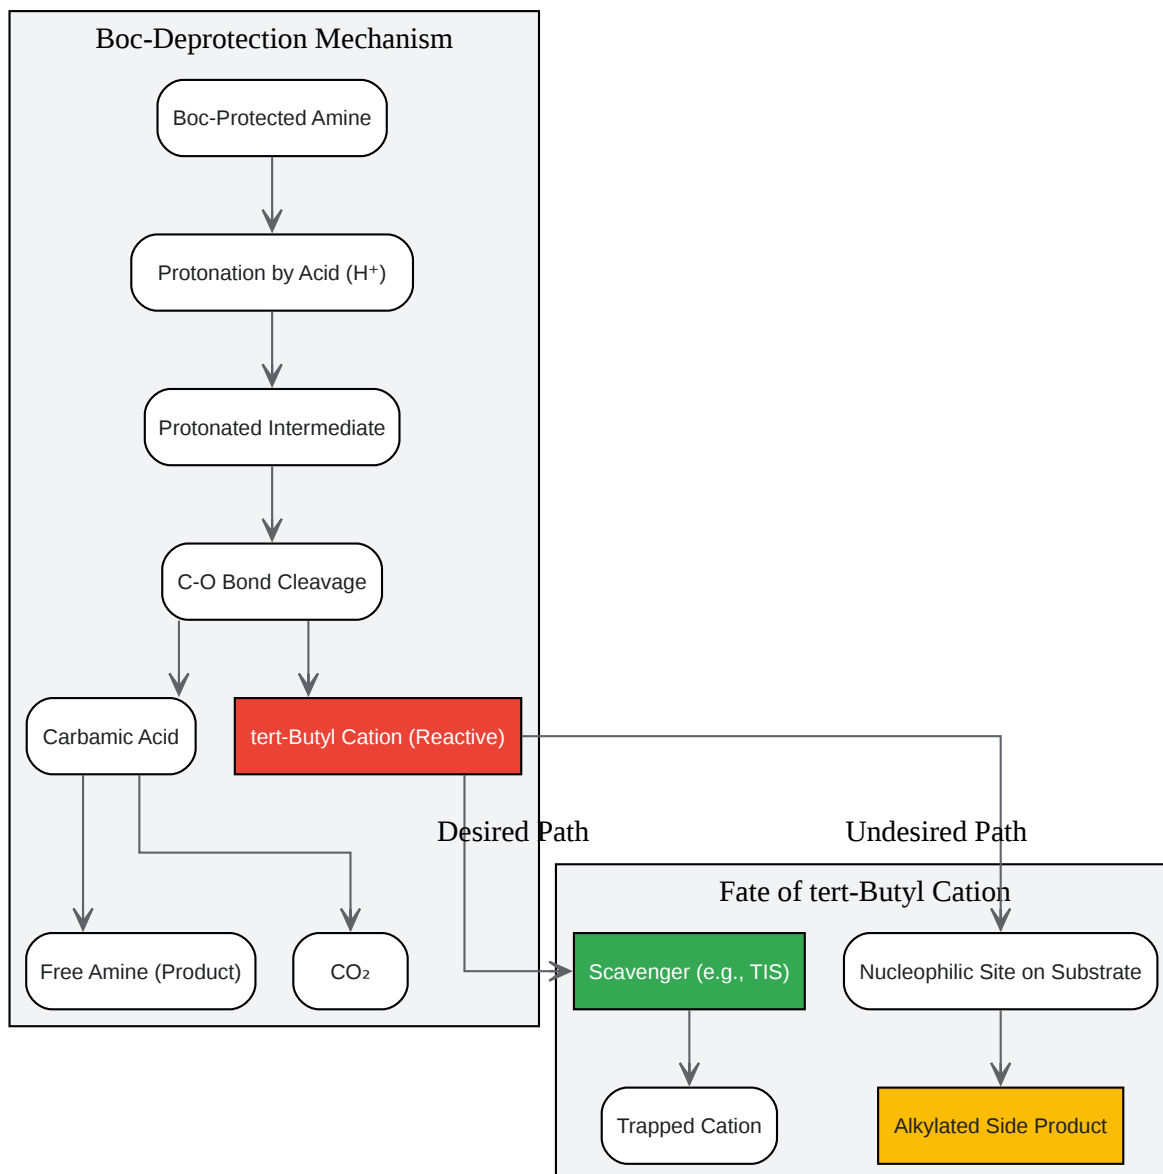 Boc-Deprotection Mechanism
Boc-Protected Amine
Protonation by Acid (H⁺)
Protonated Intermediate
C-O Bond Cleavage
Carbamic Acid
tert-Butyl Cation (Reactive)
Desired Path
Undesired Path
Fate of tert-Butyl Cation
Free Amine (Product)
CO₂
Scavenger (e.g., TIS)
Nucleophilic Site on Substrate
Trapped Cation
Alkylated Side Product